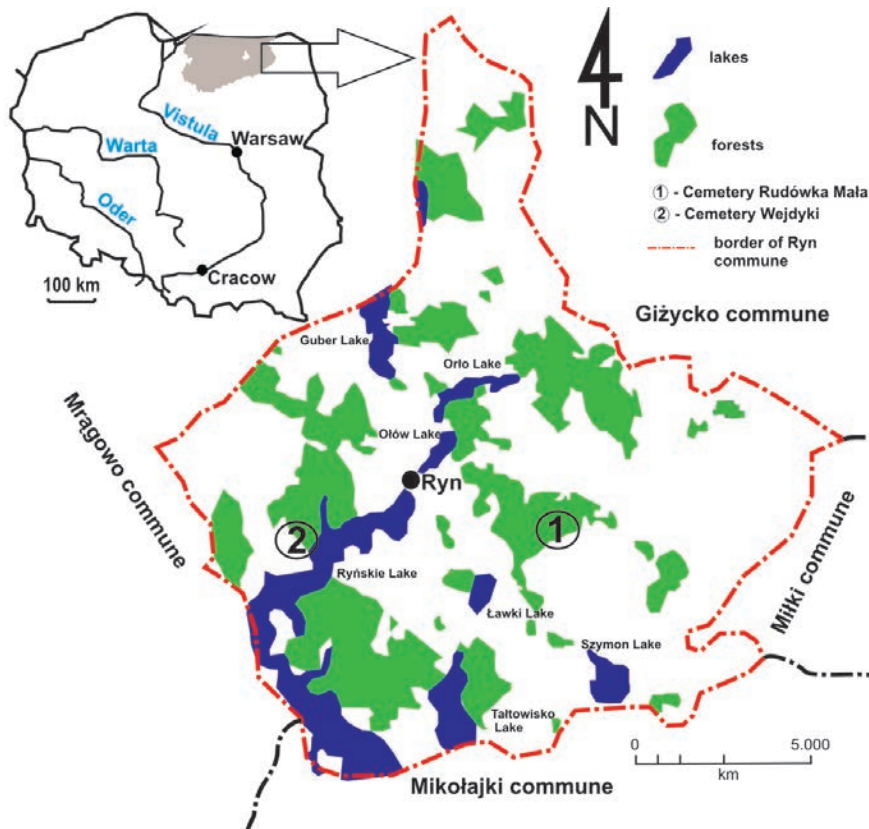 Vistula
Warta
Warsaw
Oder
Cracow
100 km
N
lakes
forests
1 - Cemetery Rudówka Mała
2 - Cemetery Wejdyki
border of Ryn
commune
Giżycko commune
Guber Lake
Orło Lake
Mrągowo commune
Ołów Lake
Ryn
1
2
Ryńskie Lake
Ławki Lake
Miłki commune
Szymon Lake
Tałtowisko
Lake
0 5.000
km
Mikołajki commune